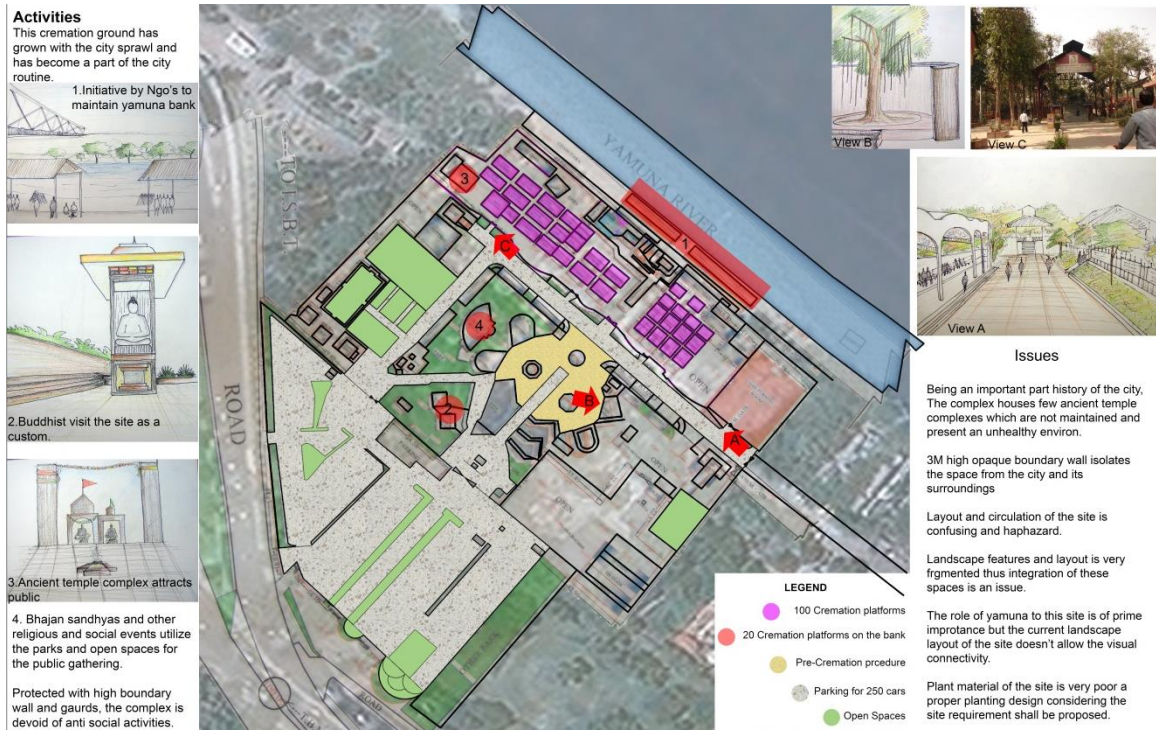 Activities
This cremation ground has
grown with the city sprawl and
has become a part of the city
routine.
1.Initiative by Ngo's to
maintain yamuna bank
2.Buddhist visit the site as a
custom.
3.Ancient temple complex attracts
public
4. Bhajan sandhyas and other
religious and social events utilize
the parks and open spaces for
the public gathering.
Protected with high boundary
wall and gaurds, the complex is
devoid of anti social activities.
YAMUNA RIVER
TO I.S.B.T.
ROAD
ROAD
OPEN
OPEN
OPEN
1
2
3
4
A
B
C
LEGEND
100 Cremation platforms
20 Cremation platforms on the bank
Pre-Cremation prcedure
Parking for 250 cars
Open Spaces
View B
View C
View A
Issues
Being an important part history of the city,
The complex houses few ancient temple
complexes which are not maintained and
present an unhealthy environ.
3M high opaque boundary wall isolates
the space from the city and its
surroundings
Layout and circulation of the site is
confusing and haphazard.
Landscape features and layout is very
frgmented thus integration of these
spaces is an issue.
The role of yamuna to this site is of prime
improtance but the current landscape
layout of the site doesn't allow the visual
connectivity.
Plant material of the site is very poor a
proper planting design considering the
site requirement shall be proposed.